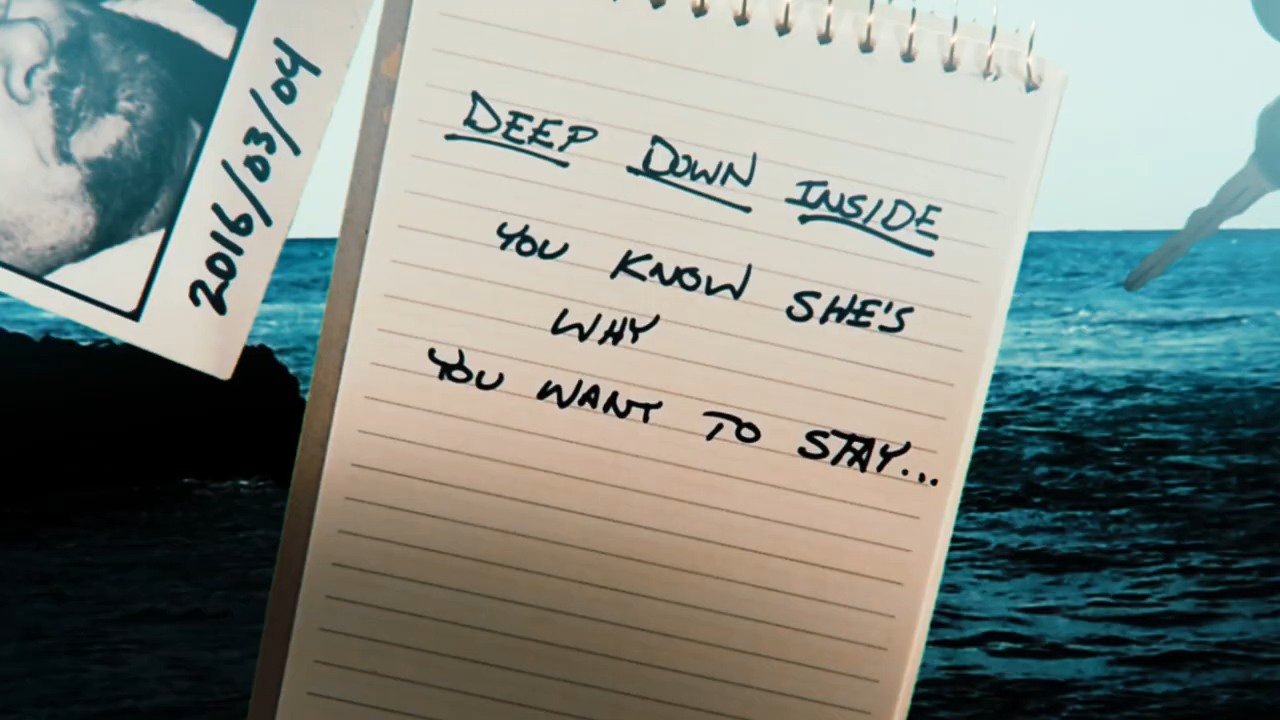 2016/03/04
DEEP DOWN INSIDE
YOU KNOW SHE'S
WHY
YOU WANT TO STAY...